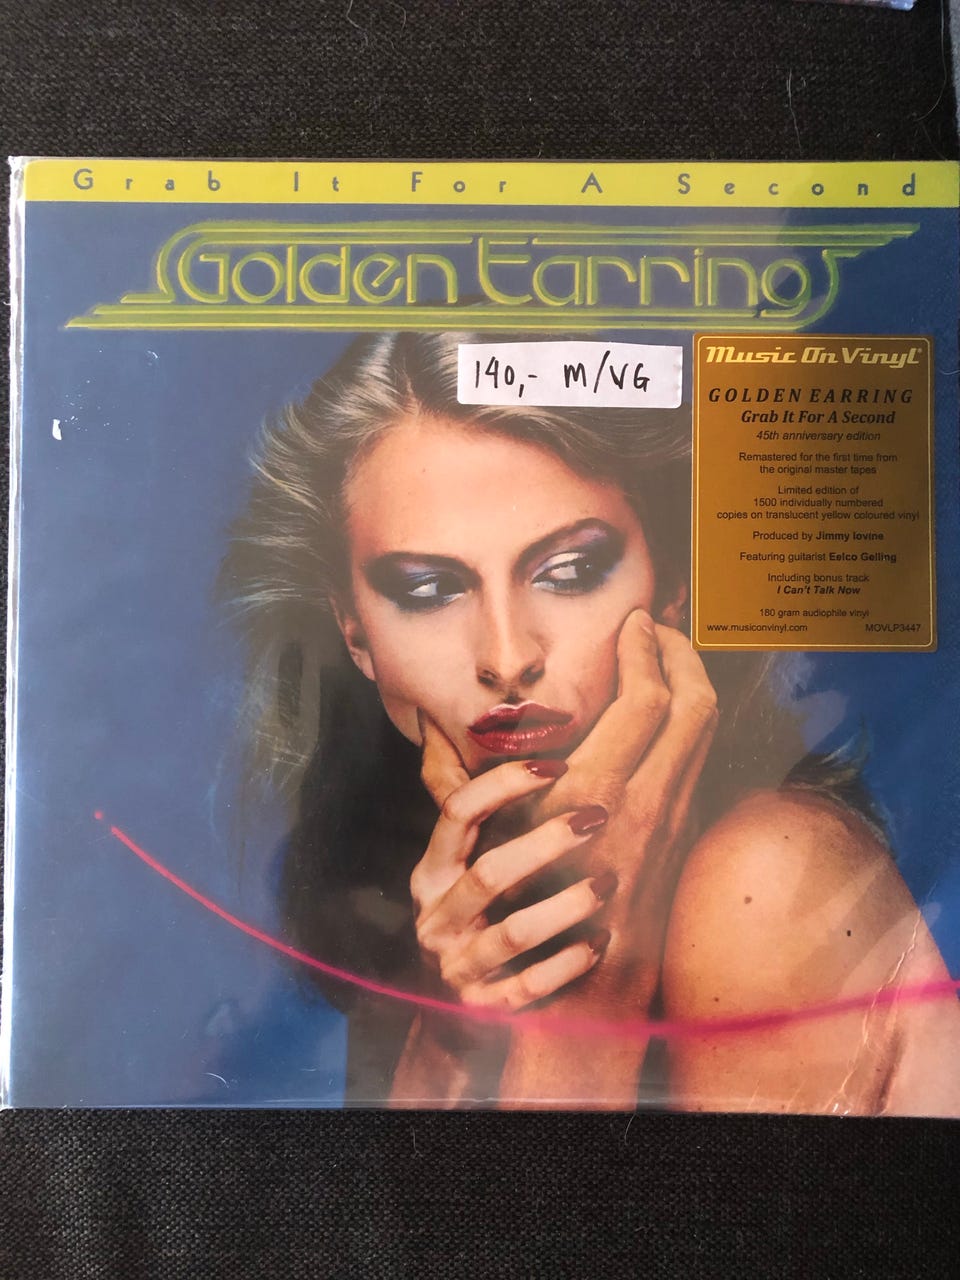 Grab It For A Second
Golden Earring
140,- M/VG
Music On Vinyl
GOLDEN EARRING
Grab It For A Second
45th anniversary edition
Remastered for the first time from
the original master tapes
Limited edition of
1500 individually numbered
copies on translucent yellow coloured vinyl
Produced by Jimmy Iovine
Featuring guitarist Eelco Gelling
Including bonus track
I Can't Talk Now
180 gram audiophile vinyl
www.musiconvinyl.com MOVLP3447